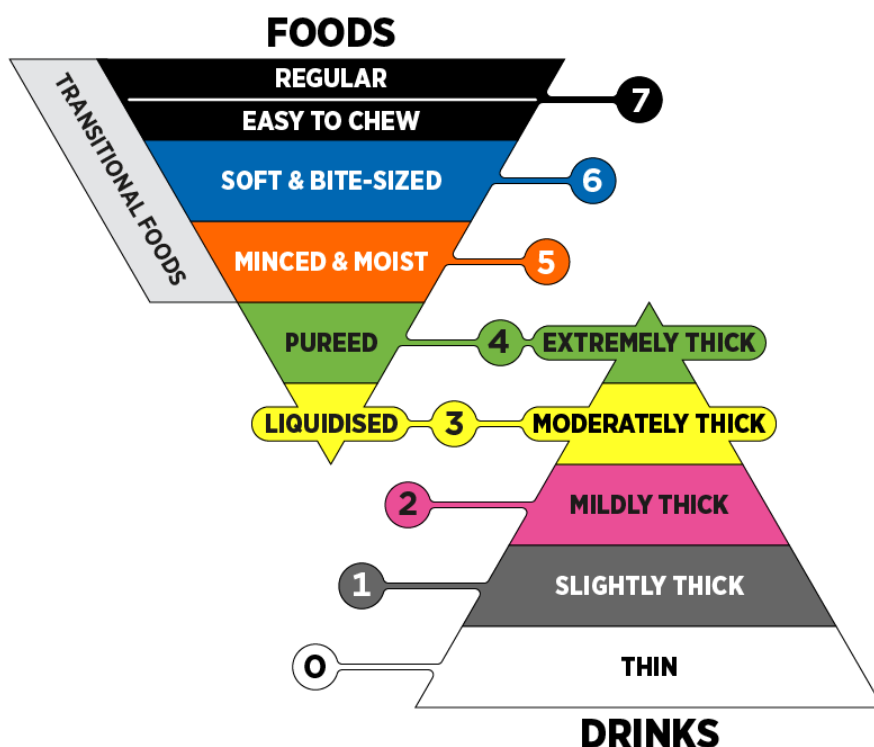 FOODS
REGULAR
7
EASY TO CHEW
TRANSITIONAL FOODS
SOFT & BITE-SIZED
6
MINCED & MOIST
5
PUREED
4
EXTREMELY THICK
LIQUIDISED
3
MODERATELY THICK
2
MILDLY THICK
1
SLIGHTLY THICK
0
THIN
DRINKS